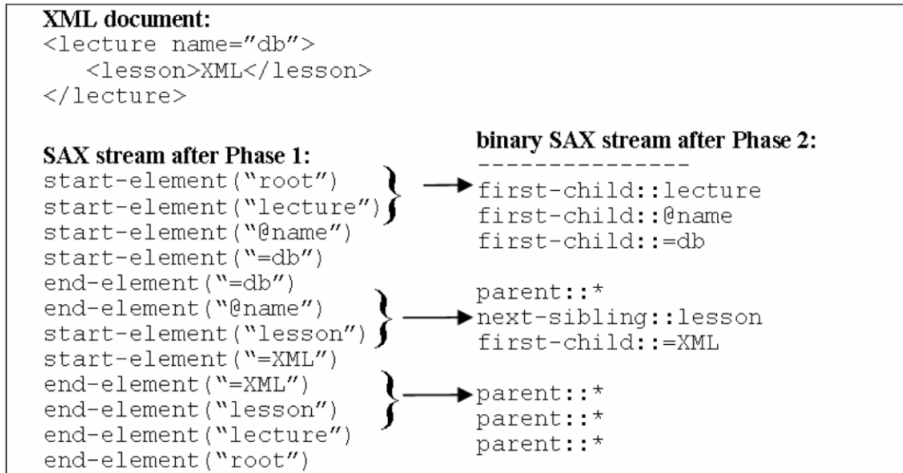 XML document:
<lecture name="db">
<lesson>XML</lesson>
</lecture>
SAX stream after Phase 1:
start-element("root")
start-element("lecture")
start-element("@name")
start-element("=db")
end-element("=db")
end-element("@name")
start-element("lesson")
start-element("=XML")
end-element("=XML")
end-element("lesson")
end-element("lecture")
end-element("root")
binary SAX stream after Phase 2:
---------------
first-child::lecture
first-child::@name
first-child::=db
parent::*
next-sibling::lesson
first-child::=XML
parent::*
parent::*
parent::*